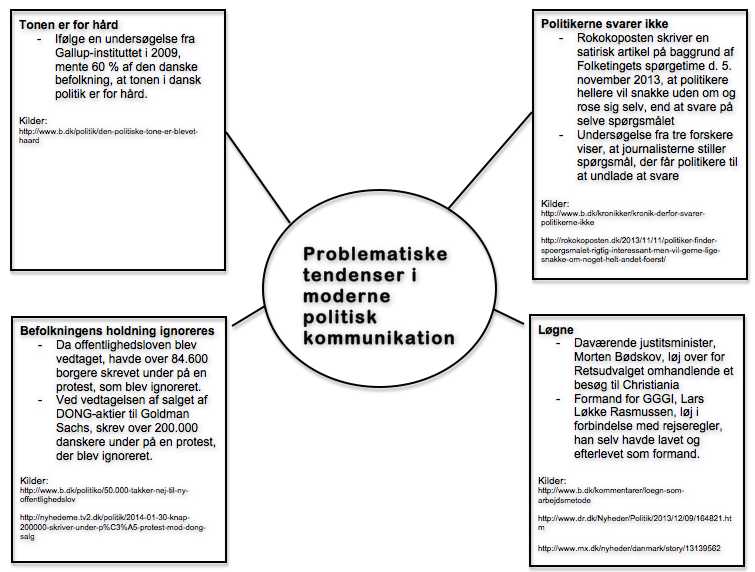 Tonen er for hård
- Ifølge en undersøgelse fra
Gallup-instituttet i 2009,
mente 60 % af den danske
befolkning, at tonen i dansk
politik er for hård.
Kilder:
http://www.b.dk/politik/den-politiske-tone-er-blevet-
haard
Politikerne svarer ikke
- Rokokoposten skriver en
satirisk artikel på baggrund af
Folketingets spørgetime d. 5.
november 2013, at politikere
hellere vil snakke uden om og
rose sig selv, end at svare på
selve spørgsmålet
- Undersøgelse fra tre forskere
viser, at journalisterne stiller
spørgsmål, der får politikere til
at undlade at svare
Kilder:
http://www.b.dk/kronikker/kronik-derfor-svarer-
politikerne-ikke
http://rokokoposten.dk/2013/11/11/politiker-finder-
spoergsmalet-rigtig-interessant-men-vil-gerne-lige-
snakke-om-noget-helt-andet-foerst/
Problematiske
tendenser i
moderne
politisk
kommunikation
Befolkningens holdning ignoreres
- Da offentlighedsloven blev
vedtaget, havde over 84.600
borgere skrevet under på en
protest, som blev ignoreret.
- Ved vedtagelsen af salget af
DONG-aktier til Goldman
Sachs, skrev over 200.000
danskere under på en protest,
der blev ignoreret.
Kilder:
http://www.b.dk/politiko/50.000-takker-nej-til-ny-
offentlighedslov
http://nyhederne.tv2.dk/politik/2014-01-30-knap-
200000-skriver-under-p%C3%A5-protest-mod-dong-
salg
Løgne
- Daværende justitsminister,
Morten Bødskov, løj over for
Retsudvalget omhandlende et
besøg til Christiania
- Formand for GGGI, Lars
Løkke Rasmussen, løj i
forbindelse med rejseregler,
han selv havde lavet og
efterlevet som formand.
Kilder:
http://www.b.dk/kommentarer/loegn-som-
arbejdsmetode
http://www.dr.dk/Nyheder/Politik/2013/12/09/164821.ht
m
http://www.mx.dk/nyheder/danmark/story/13139562